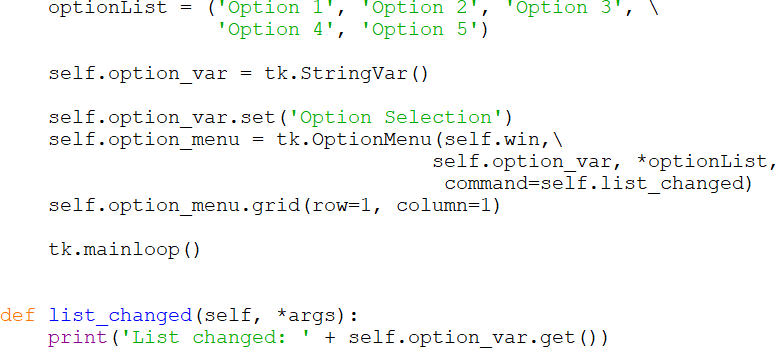 optionList = ('Option 1', 'Option 2', 'Option 3', \
'Option 4', 'Option 5')
self.option_var = tk.StringVar()
self.option_var.set('Option Selection')
self.option_menu = tk.OptionMenu(self.win,\
self.option_var, *optionList,
command=self.list_changed)
self.option_menu.grid(row=1, column=1)
tk.mainloop()
def list_changed(self, *args):
print('List changed: ' + self.option_var.get())